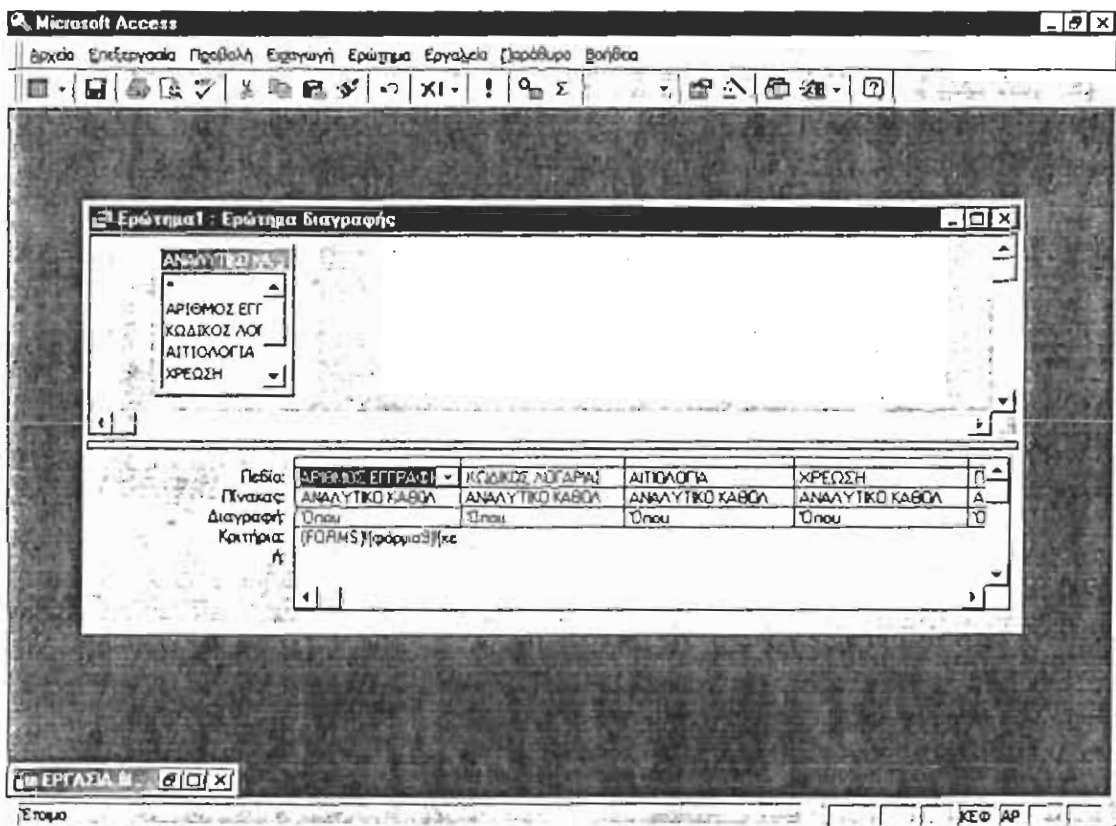 Microsoft Access
Αρχείο Επεξεργασία Προβολή Εισαγωγή Ερώτημα Εργαλεία Παράθυρο Βοήθεια
Ερώτημα1 : Ερώτημα διαγραφής
*
ΑΡΙΘΜΟΣ ΕΓΓ
ΚΩΔΙΚΟΣ ΛΟΓ
ΑΙΤΙΟΛΟΓΙΑ
ΧΡΕΩΣΗ
Πεδίο: ΑΡΙΘΜΟΣ ΕΓΓΡΑΦΗ ΚΩΔΙΚΟΣ ΛΟΓΑΡΙΑΣ ΑΙΤΙΟΛΟΓΙΑ ΧΡΕΩΣΗ Π
Πίνακας: ΑΝΑΛΥΤΙΚΟ ΚΑΘΟΛ ΑΝΑΛΥΤΙΚΟ ΚΑΘΟΛ ΑΝΑΛΥΤΙΚΟ ΚΑΘΟΛ ΑΝΑΛΥΤΙΚΟ ΚΑΘΟΛ Α
Διαγραφή: Όπου Όπου Όπου Όπου Ό
Κριτήρια: [FORMS]![φόρμα9]![κε
ή:
ΕΡΓΑΣΙΑ
Έτοιμο ΚΕΦ ΑΡ